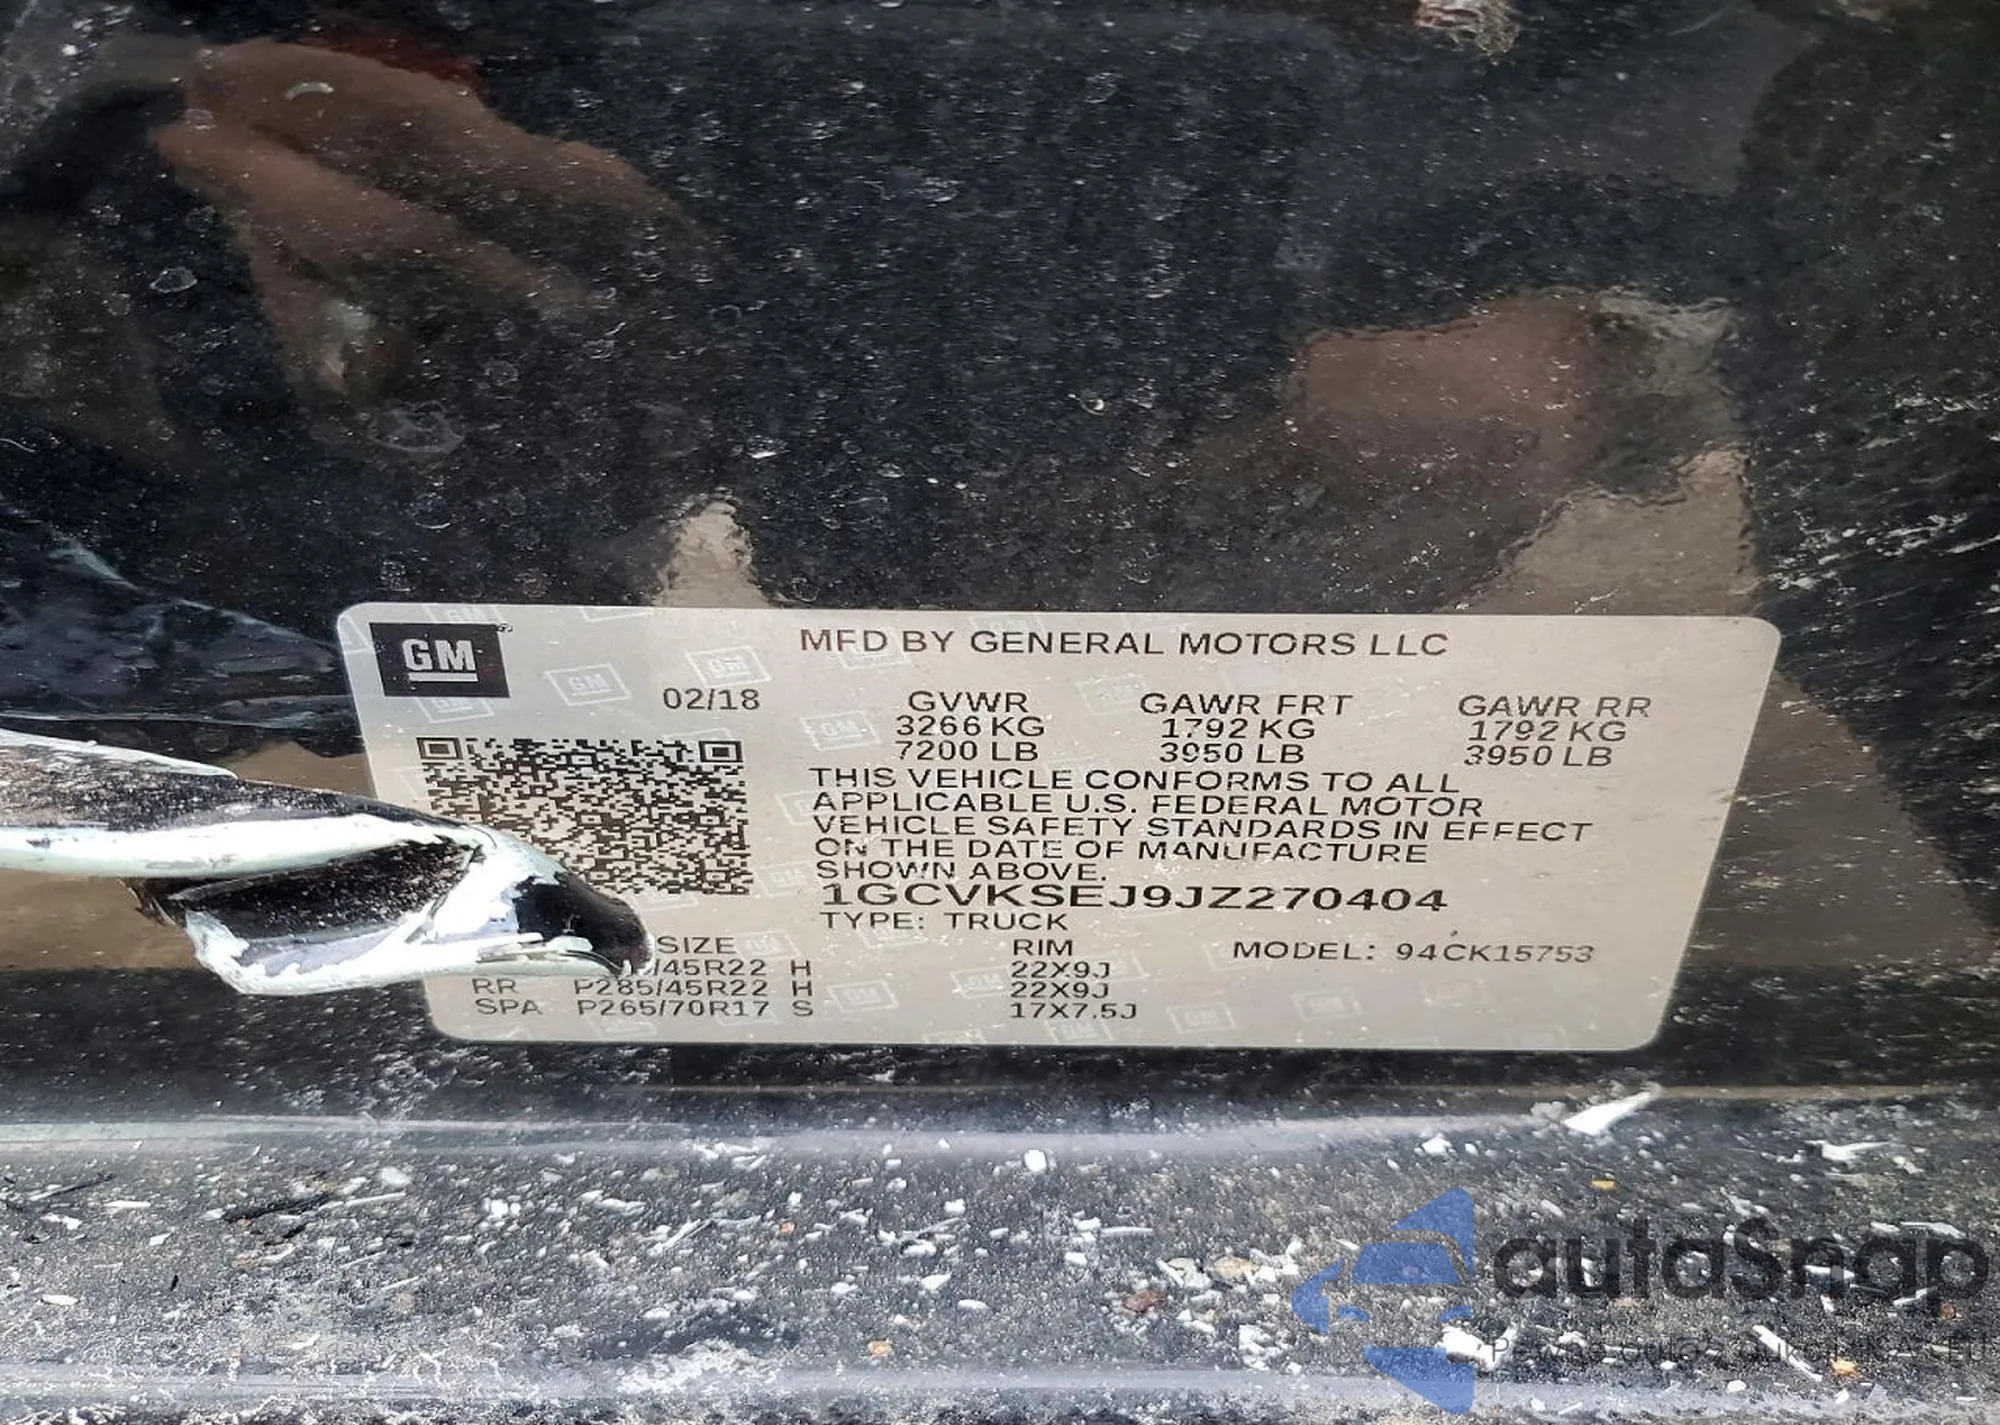 GM
MFD BY GENERAL MOTORS LLC
02/18
GVWR GAWR FRT GAWR RR
3266 KG 1792 KG 1792 KG
7200 LB 3950 LB 3950 LB
THIS VEHICLE CONFORMS TO ALL
APPLICABLE U.S. FEDERAL MOTOR
VEHICLE SAFETY STANDARDS IN EFFECT
ON THE DATE OF MANUFACTURE
SHOWN ABOVE.
1GCVKSEJ9JZ270404
TYPE: TRUCK
SIZE RIM MODEL: 94CK15753
/45R22 H 22X9J
RR P285/45R22 H 22X9J
SPA P265/70R17 S 17X7.5J
autaSnap